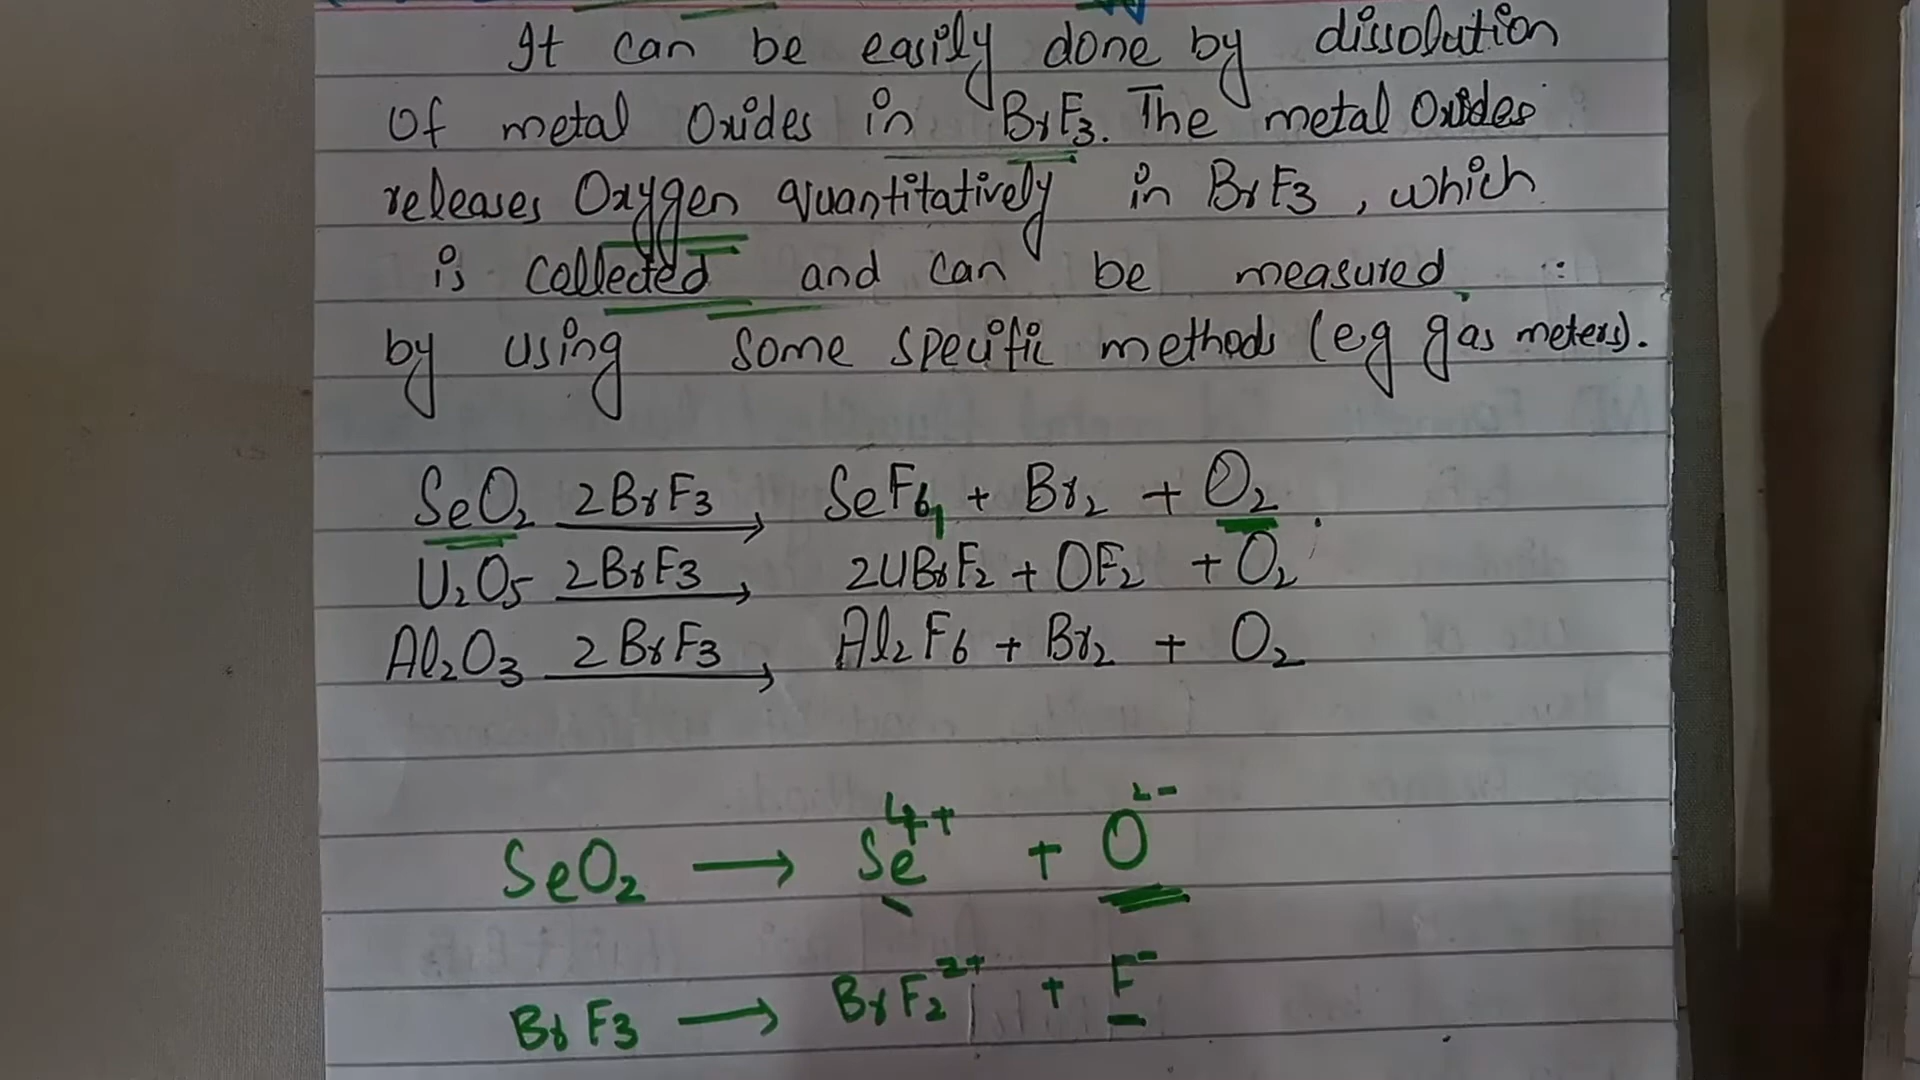 It can be easily done by dissolution
of metal Oxides in BrF3. The metal Oxides
releases Oxygen quantitatively in BrF3, which
is collected and can be measured
by using some specific methods (e.g gas meters).
SeO2 2BrF3 → SeF6 + Br2 + O2
U2O5 2BrF3 → 2UBrF2 + OF2 + O2
Al2O3 2BrF3 → Al2F6 + Br2 + O2
SeO2 → Se4+ + O2-
BrF3 → BrF2 2+ + F-